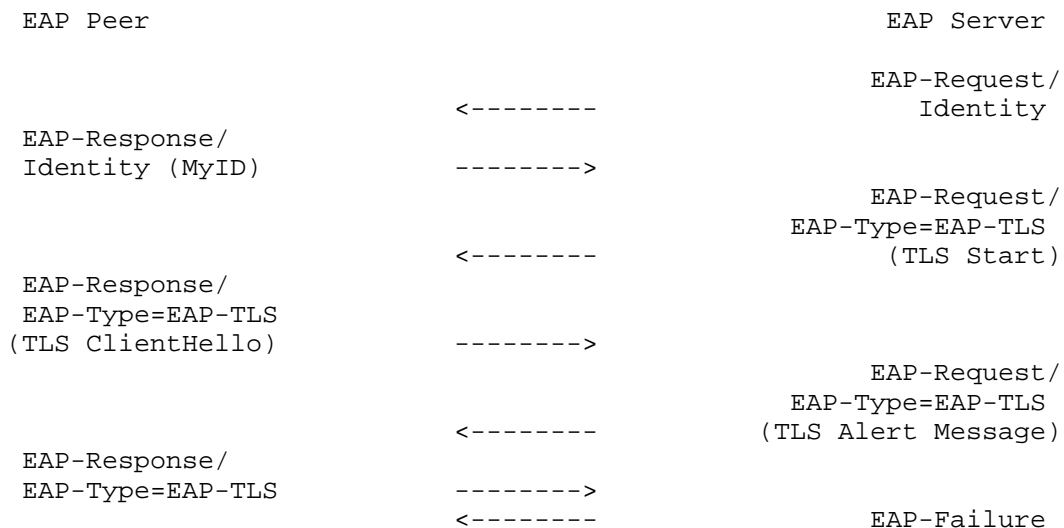 EAP Peer                                      EAP Server

                                            EAP-Request/
                          <--------             Identity
EAP-Response/
Identity (MyID)           -------->
                                            EAP-Request/
                                        EAP-Type=EAP-TLS
                          <--------          (TLS Start)
EAP-Response/
EAP-Type=EAP-TLS
(TLS ClientHello)         -------->
                                            EAP-Request/
                                        EAP-Type=EAP-TLS
                          <--------  (TLS Alert Message)
EAP-Response/
EAP-Type=EAP-TLS          -------->
                          <--------          EAP-Failure